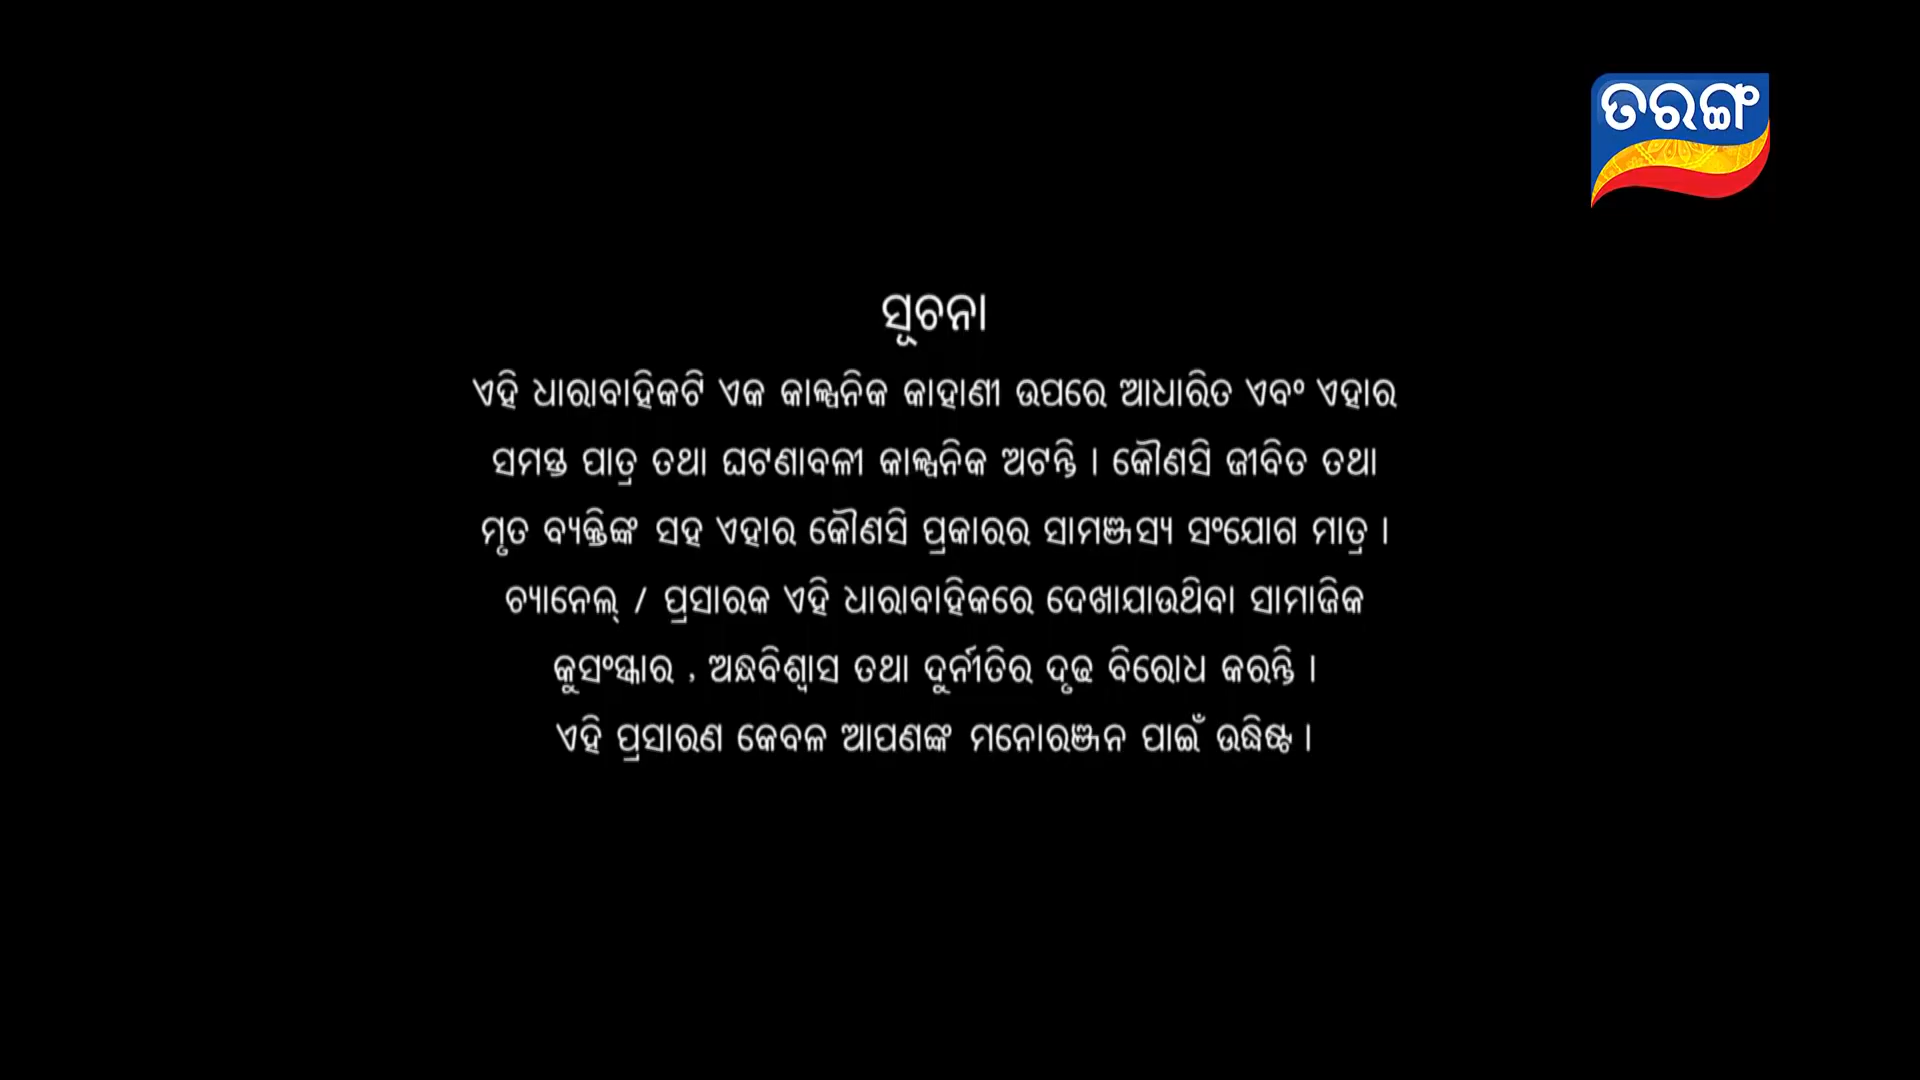 ତରଙ୍ଗ
ସୂଚନା
ଏହି ଧାରାବାହିକଟି ଏକ କାଳ୍ପନିକ କାହାଣୀ ଉପରେ ଆଧାରିତ ଏବଂ ଏହାର
ସମସ୍ତ ପାତ୍ର ତଥା ଘଟଣାବଳୀ କାଳ୍ପନିକ ଅଟନ୍ତି । କୌଣସି ଜୀବିତ ତଥା
ମୃତ ବ୍ୟକ୍ତିଙ୍କ ସହ ଏହାର କୌଣସି ପ୍ରକାରର ସାମଞ୍ଜସ୍ୟ ସଂଯୋଗ ମାତ୍ର ।
ଚ୍ୟାନେଲ୍ / ପ୍ରସାରକ ଏହି ଧାରାବାହିକରେ ଦେଖାଯାଉଥିବା ସାମାଜିକ
କୁସଂସ୍କାର , ଅନ୍ଧବିଶ୍ୱାସ ତଥା ଦୁର୍ନୀତିର ଦୃଢ ବିରୋଧ କରନ୍ତି ।
ଏହି ପ୍ରସାରଣ କେବଳ ଆପଣଙ୍କ ମନୋରଞ୍ଜନ ପାଇଁ ଉଦ୍ଧିଷ୍ଟ ।